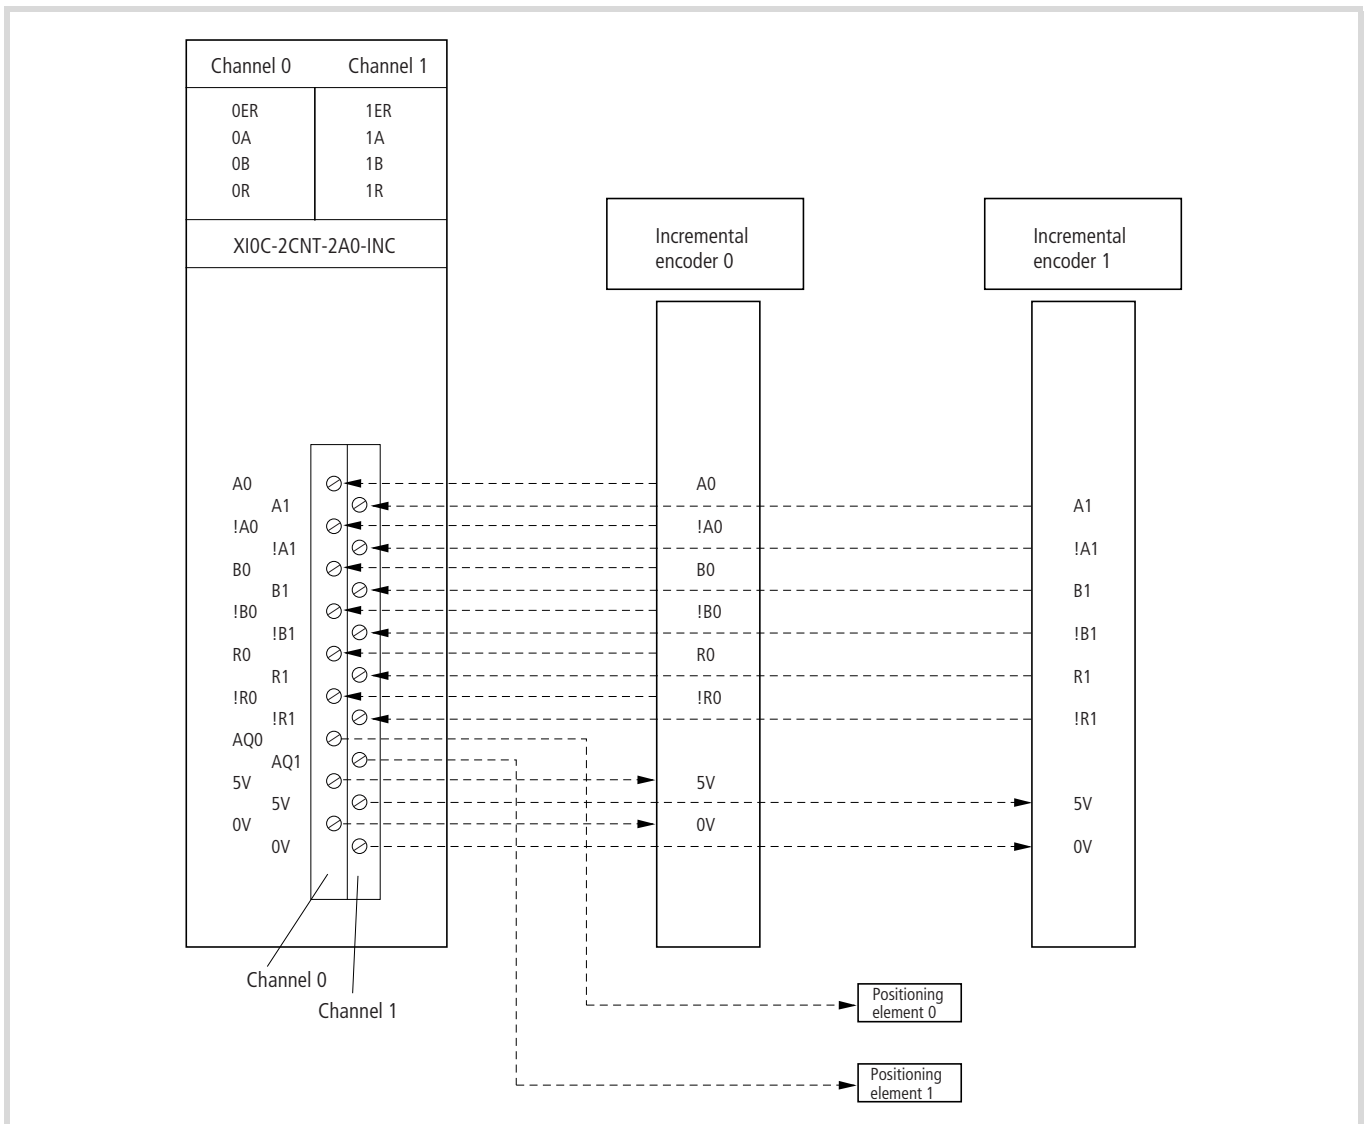 Channel 0 Channel 1
0ER 1ER
0A 1A
0B 1B
0R 1R
XI0C-2CNT-2A0-INC
Incremental
encoder 0
Incremental
encoder 1
A0 A0
A1 A1
!A0 !A0
!A1 !A1
B0 B0
B1 B1
!B0 !B0
!B1 !B1
R0 R0
R1 R1
!R0 !R0
!R1 !R1
AQ0
AQ1
5V 5V
5V 5V
0V 0V
0V 0V
Channel 0
Channel 1
Positioning
element 0
Positioning
element 1